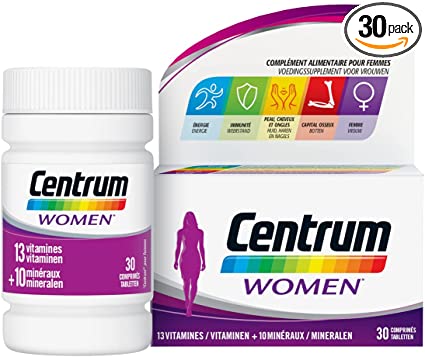 30
pack
COMPLÉMENT ALIMENTAIRE POUR FEMMES
VOEDINGSSUPPLEMENT VOOR VROUWEN
ÉNERGIE
ENERGIE
IMMUNITÉ
WEERSTAND
PEAU, CHEVEUX
ET ONGLES
HUID, HAREN
EN NAGELS
CAPITAL OSSEUX
BOTTEN
FEMME
VROUW
Centrum
WOMEN
13 VITAMINES / VITAMINEN + 10 MINÉRAUX / MINERALEN
30 COMPRIMÉS
TABLETTEN
Centrum
WOMEN
13 vitamines
vitaminen
+10 minéraux
mineralen
30
COMPRIMÉS
TABLETTEN